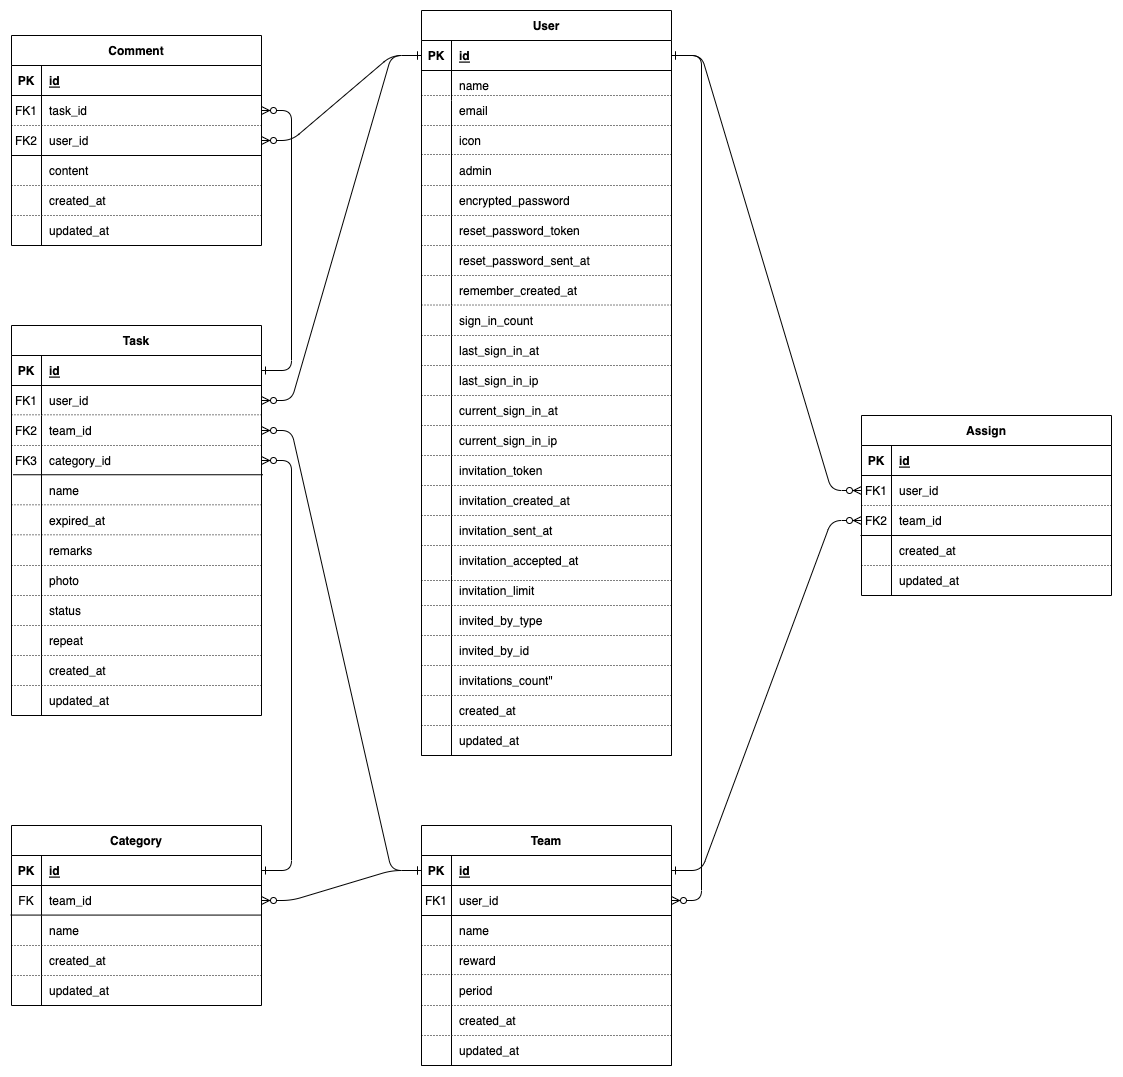 Comment
PK id
FK1 task_id
FK2 user_id
content
created_at
updated_at
Task
PK id
FK1 user_id
FK2 team_id
FK3 category_id
name
expired_at
remarks
photo
status
repeat
created_at
updated_at
Category
PK id
FK team_id
name
created_at
updated_at
User
PK id
name
email
icon
admin
encrypted_password
reset_password_token
reset_password_sent_at
remember_created_at
sign_in_count
last_sign_in_at
last_sign_in_ip
current_sign_in_at
current_sign_in_ip
invitation_token
invitation_created_at
invitation_sent_at
invitation_accepted_at
invitation_limit
invited_by_type
invited_by_id
invitations_count"
created_at
updated_at
Team
PK id
FK1 user_id
name
reward
period
created_at
updated_at
Assign
PK id
FK1 user_id
FK2 team_id
created_at
updated_at